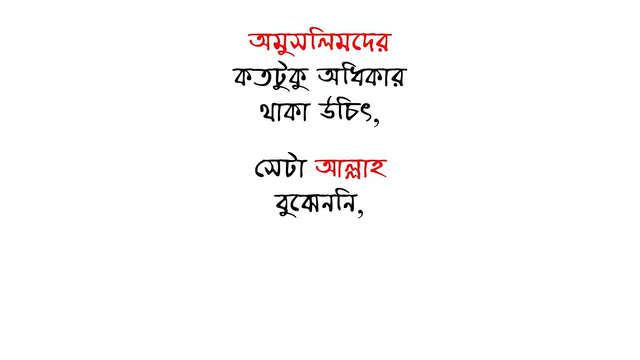 অমুসলিমদের
কতটুকু অধিকার
থাকা উচিৎ,
সেটা আল্লাহ
বুঝেননি,